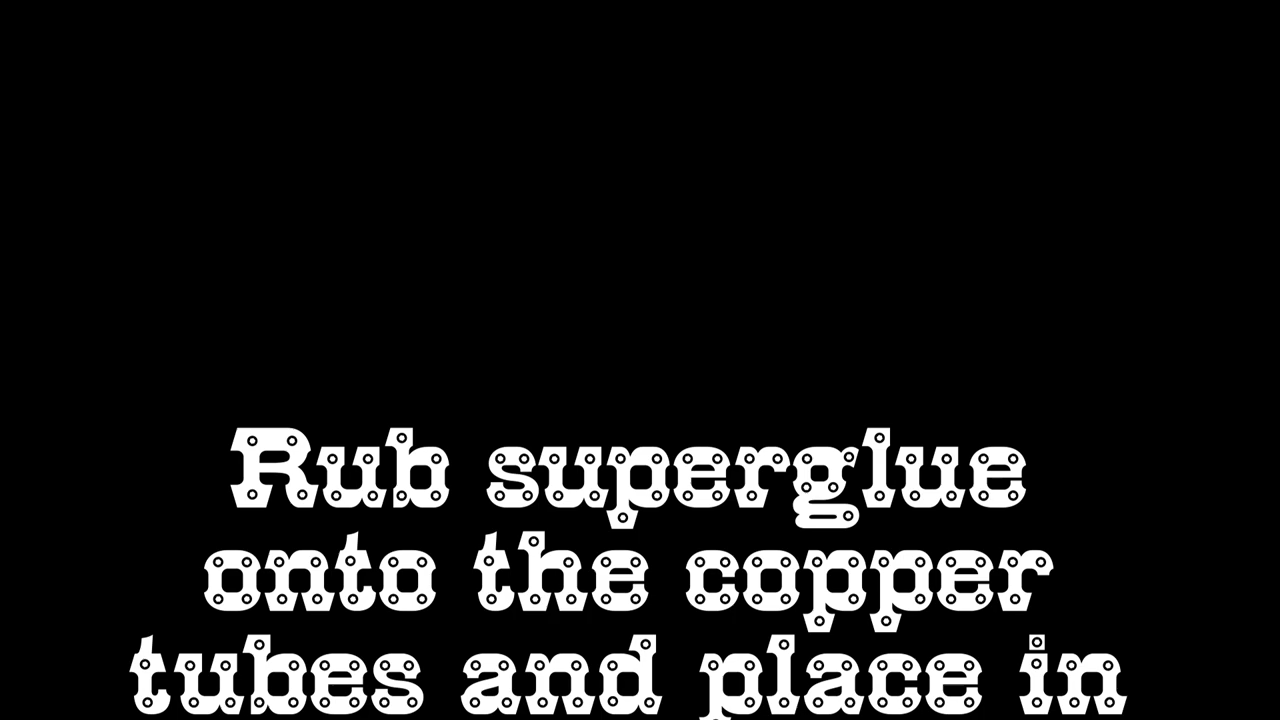 Rub superglue
onto the copper
tubes and place in